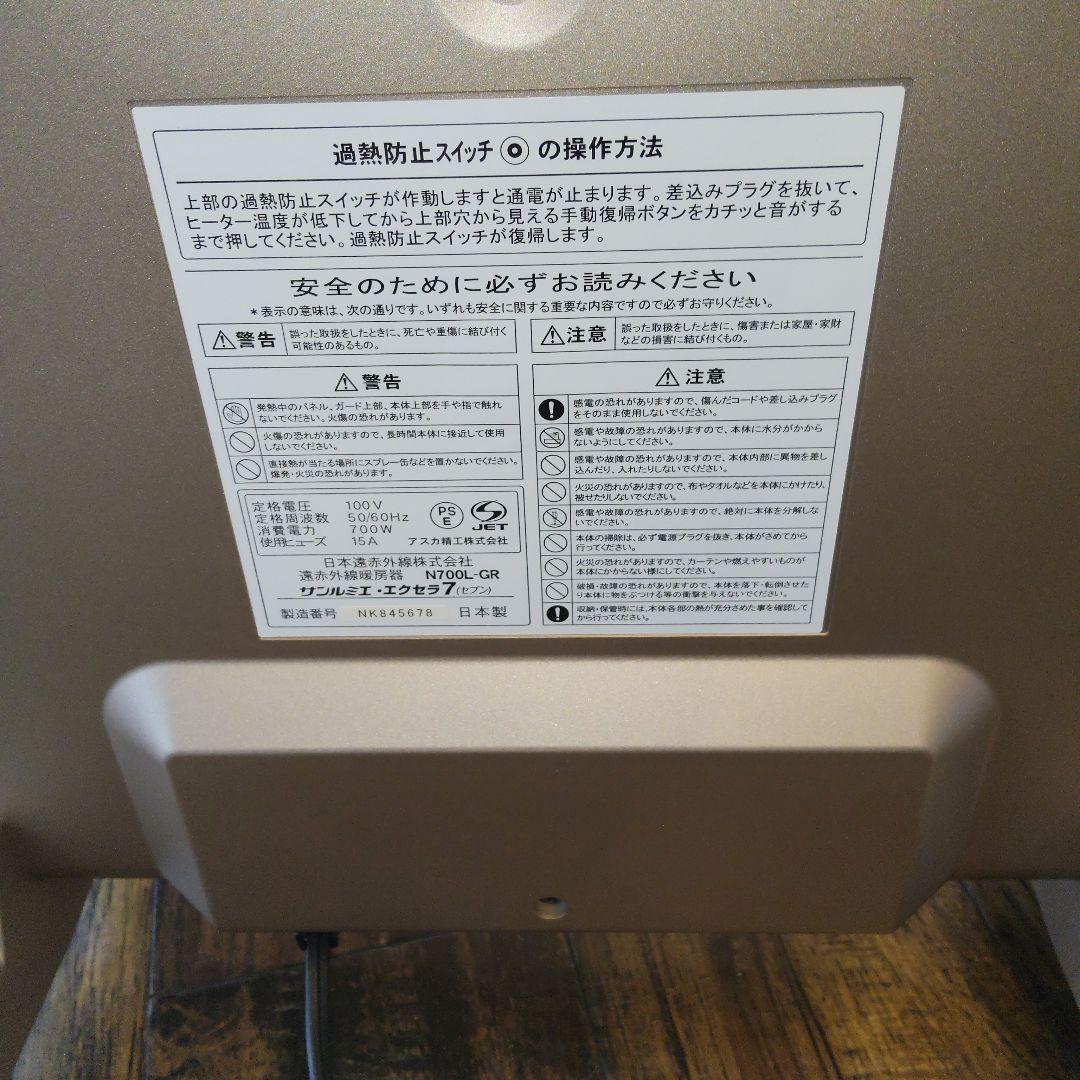 過熱防止スイッチ◎の操作方法
上部の過熱防止スイッチが作動しますと通電が止まります。差込みプラグを抜いて、
ヒーター温度が低下してから上部穴から見える手動復帰ボタンをカチッと音がする
まで押してください。過熱防止スイッチが復帰します。
安全のために必ずお読みください
*表示の意味は、次の通りです。いずれも安全に関する重要な内容ですので必ずお守りください。
⚠警告
誤った取扱をしたときに、死亡や重傷に結び付く
可能性のあるもの。
⚠注意
誤った取扱をしたときに、傷害または家屋・家財
などの損害に結び付くもの。
⚠ 警告
発熱中のパネル、ガード上部、本体上部を手や指で触れ
ないでください。火傷の恐れがあります。
火傷の恐れがありますので、長時間本体に接近して使用
しないでください。
直接熱が当たる場所にスプレー缶などを置かないでください。
爆発・火災の恐れがあります。
定格電圧 100V
定格周波数 50/60Hz
消費電力 700W
使用ヒューズ 15A
PS
E
JET
アスカ精工株式会社
日本遠赤外線株式会社
遠赤外線暖房器 N700L-GR
サンルミエ・エクセラ7(セブン)
製造番号 NK845678 日本製
⚠ 注意
感電の恐れがありますので、傷んだコードや差し込みプラグ
をそのまま使用しないでください。
感電や故障の恐れがありますので、本体に水分がかから
ないようにしてください。
感電や故障の恐れがありますので、本体内部に異物を差し
込んだり、入れたりしないでください。
火災の恐れがありますので、布やタオルなどを本体にかけたり、
被せたりしないでください。
感電や故障の恐れがありますので、絶対に本体を分解しな
いでください。
本体の掃除は、必ず電源プラグを抜き、本体がさめてから
行ってください。
火災の恐れがありますので、カーテンや燃えやすいものが
本体にかからない様にしてください。
破損・故障の恐れがありますので、本体を落下・転倒させた
り本体に物をぶつける等の衝撃を与えないでください。
収納・保管時には、本体各部の熱が充分さめた事を確認して
から行ってください。